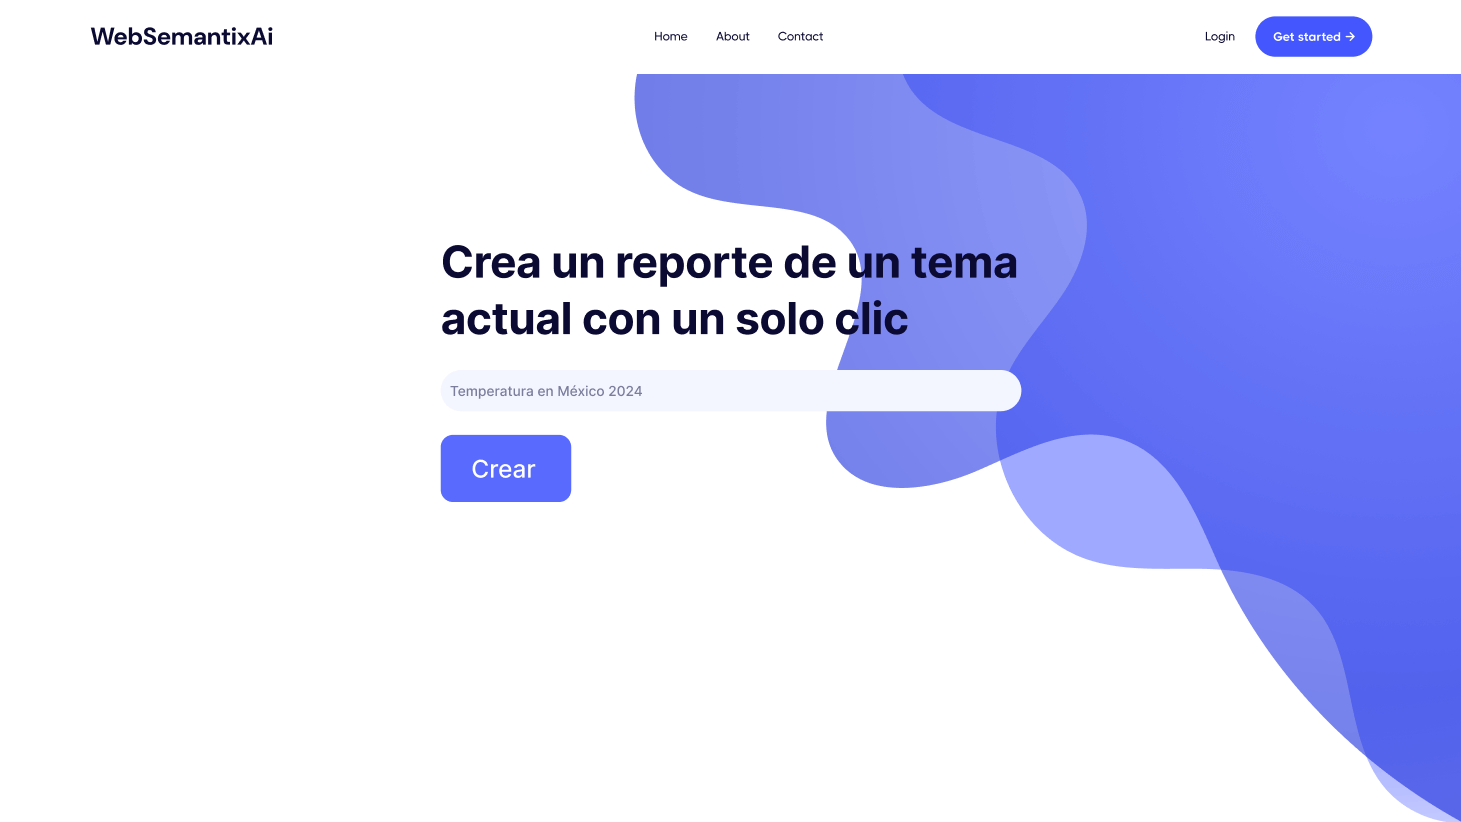 WebSemantixAi
Home About Contact
Login
Get started →
Crea un reporte de un tema
actual con un solo clic
Temperatura en México 2024
Crear